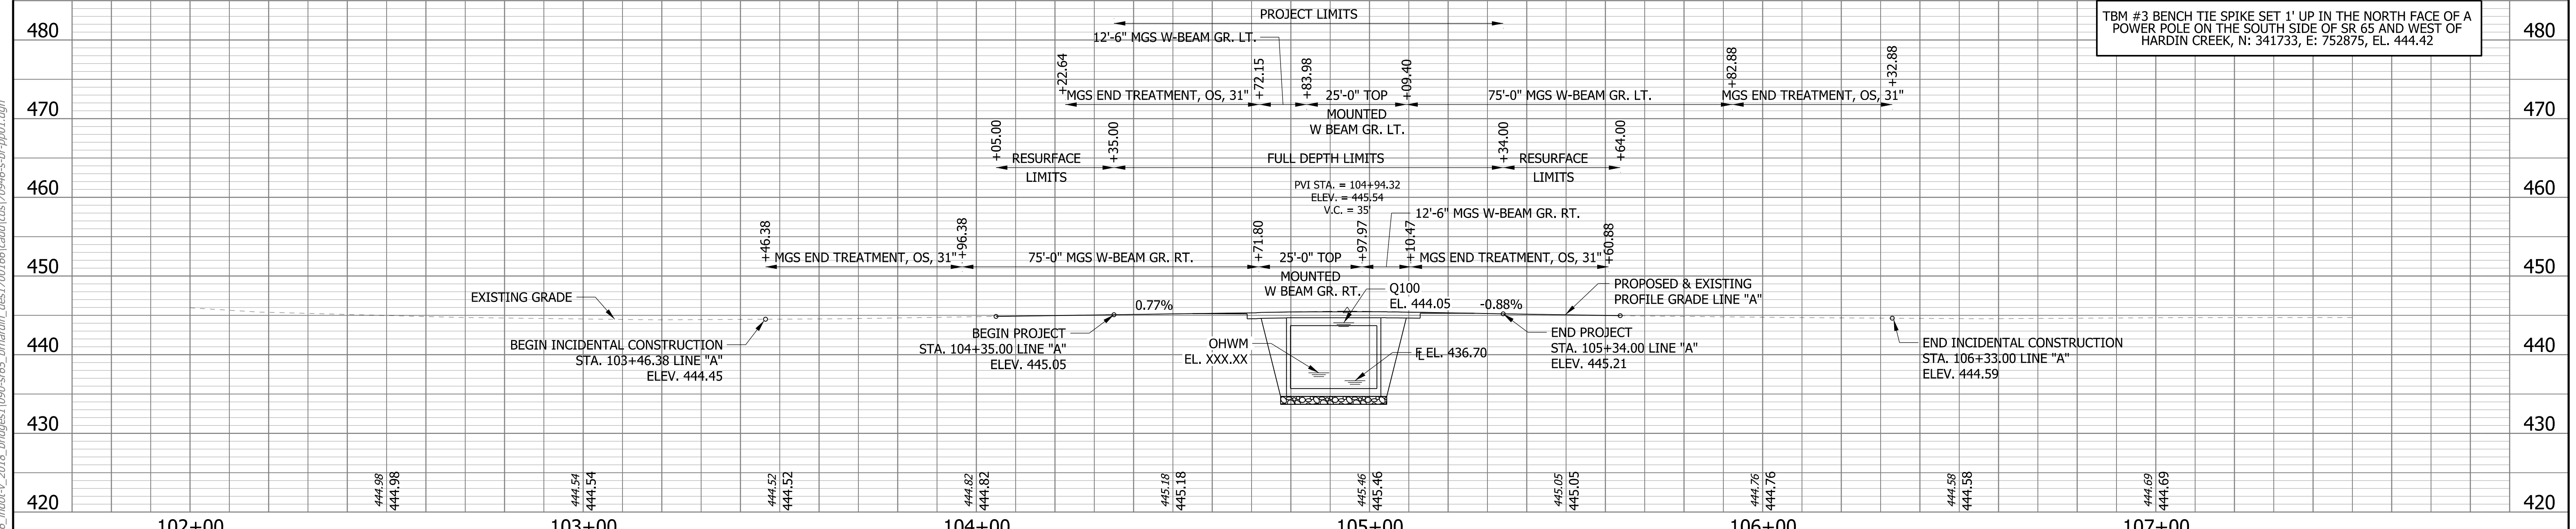 TBM #3 BENCH TIE SPIKE SET 1' UP IN THE NORTH FACE OF A
POWER POLE ON THE SOUTH SIDE OF SR 65 AND WEST OF
HARDIN CREEK, N: 341733, E: 752875, EL. 444.42
PROJECT LIMITS
12'-6" MGS W-BEAM GR. LT.
+22.64
+72.15
+83.98
+09.40
+82.88
+32.88
MGS END TREATMENT, OS, 31"
25'-0" TOP
MOUNTED
W BEAM GR. LT.
75'-0" MGS W-BEAM GR. LT.
MGS END TREATMENT, OS, 31"
+05.00
+35.00
+34.00
+64.00
RESURFACE
LIMITS
FULL DEPTH LIMITS
RESURFACE
LIMITS
PVI STA. = 104+94.32
ELEV. = 445.54
V.C. = 35'
12'-6" MGS W-BEAM GR. RT.
+46.38
+96.38
+71.80
+97.97
+10.47
+60.88
MGS END TREATMENT, OS, 31"
75'-0" MGS W-BEAM GR. RT.
25'-0" TOP
MOUNTED
W BEAM GR. RT.
MGS END TREATMENT, OS, 31"
EXISTING GRADE
0.77%
Q100
EL. 444.05
-0.88%
PROPOSED & EXISTING
PROFILE GRADE LINE "A"
BEGIN INCIDENTAL CONSTRUCTION
STA. 103+46.38 LINE "A"
ELEV. 444.45
BEGIN PROJECT
STA. 104+35.00 LINE "A"
ELEV. 445.05
OHWM
EL. XXX.XX
FL EL. 436.70
END PROJECT
STA. 105+34.00 LINE "A"
ELEV. 445.21
END INCIDENTAL CONSTRUCTION
STA. 106+33.00 LINE "A"
ELEV. 444.59
480
470
460
450
440
430
420
480
470
460
450
440
430
420
444.98
444.98
444.54
444.54
444.52
444.52
444.82
444.82
445.18
445.18
445.46
445.46
445.05
445.05
444.76
444.76
444.58
444.58
444.69
444.69
102+00
103+00
104+00
105+00
106+00
107+00